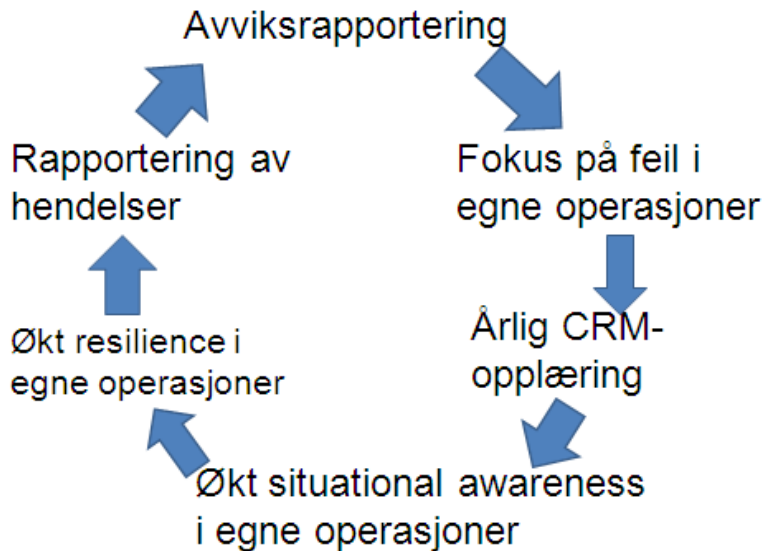 Avviksrapportering
Fokus på feil i
egne operasjoner
Årlig CRM-
opplæring
Økt situational awareness
i egne operasjoner
Økt resilience i
egne operasjoner
Rapportering av
hendelser